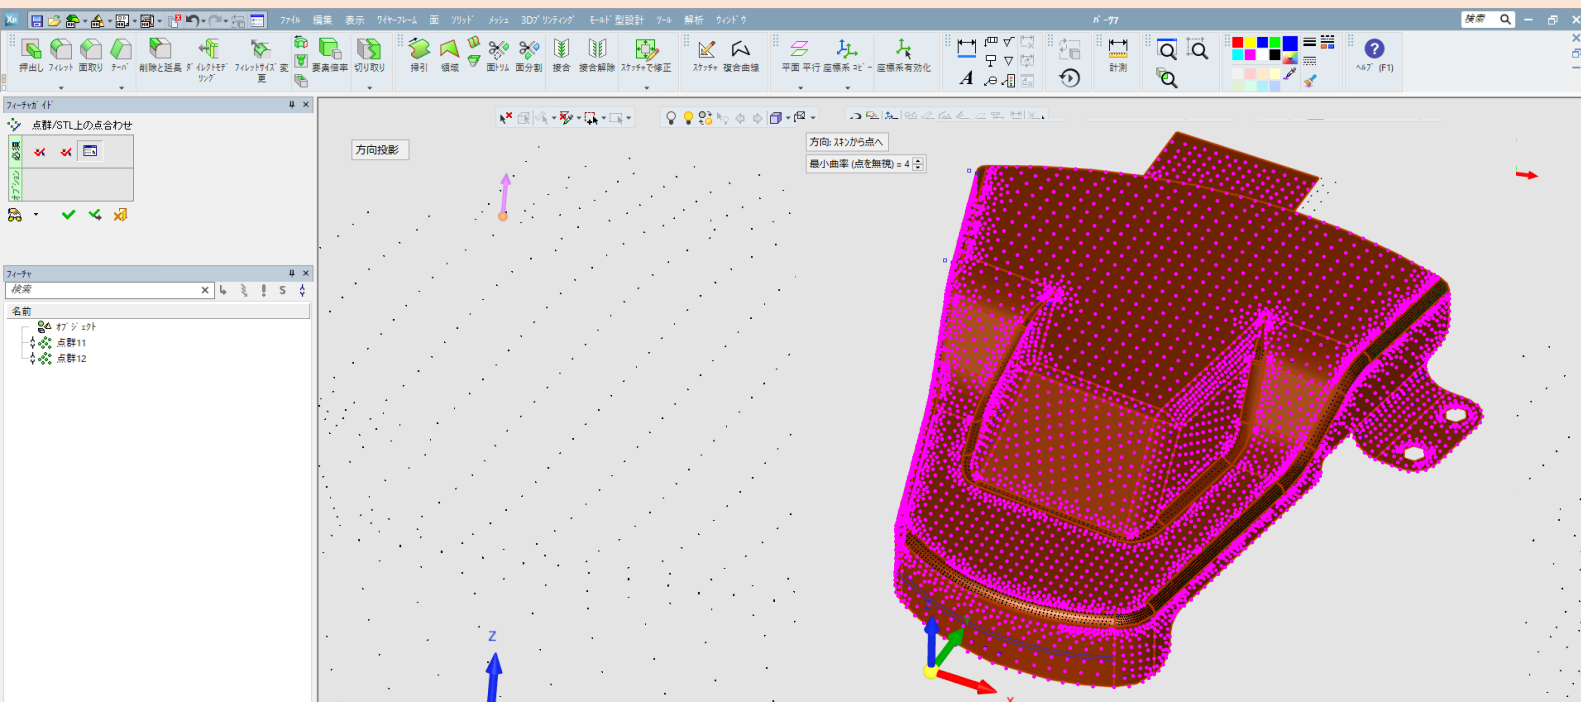 Xp
ファイル 編集 表示 ワイヤーフレーム 面 ソリッド メッシュ 3Dプリンティング モールド型設計 ツール 解析 ウィンドウ
パーツ7
検索
押出し フィレット 面取り テーパ 削除と延長 ダイレクトモデリング フィレットサイズ変更 要素倍率 切り取り 掃引 領域 面トリム 面分割 接合 接合解除 スケッチで修正 スケッチ 複合曲線 平面 平行 座標系 コピー 座標系有効化 A 計測 ヘルプ (F1)
フィーチャガイド
点群/STL上の点合わせ
必須
オプション
フィーチャ
検索
S
名前
オブジェクト
点群11
点群12
方向投影
方向: スキンから点へ
最小曲率 (点を無視) = 4
Z
X